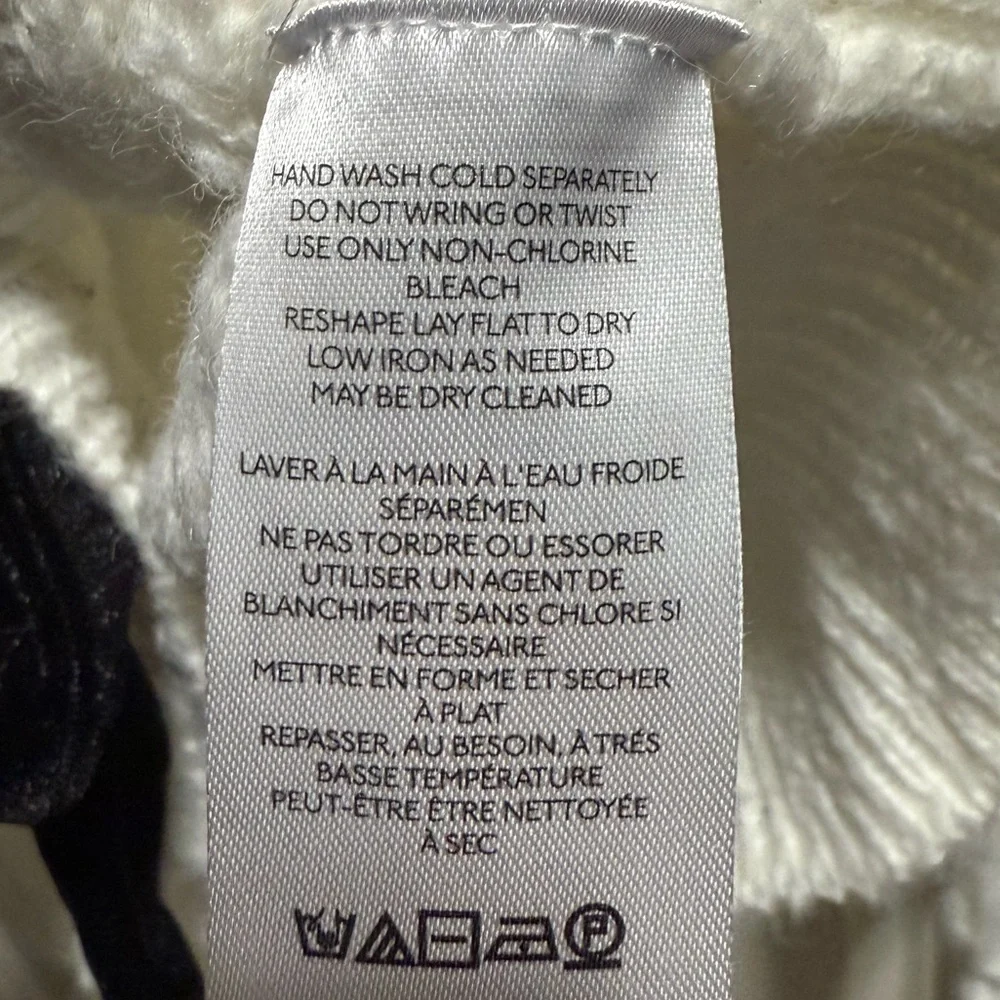 HAND WASH COLD SEPARATELY
DO NOT WRING OR TWIST
USE ONLY NON-CHLORINE
BLEACH
RESHAPE LAY FLAT TO DRY
LOW IRON AS NEEDED
MAY BE DRY CLEANED
LAVER À LA MAIN À L'EAU FROIDE
SÉPARÉMEN
NE PAS TORDRE OU ESSORER
UTILISER UN AGENT DE
BLANCHIMENT SANS CHLORE SI
NÉCESSAIRE
METTRE EN FORME ET SECHER
À PLAT
REPASSER, AU BESOIN, À TRÉS
BASSE TEMPÉRATURE
PEUT-ÊTRE ÊTRE NETTOYÉE
À SEC
P